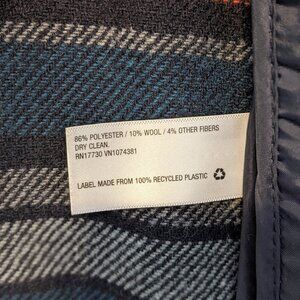 86% POLYESTER / 10% WOOL / 4% OTHER FIBERS
DRY CLEAN.
RN17730 VN1074381
LABEL MADE FROM 100% RECYCLED PLASTIC